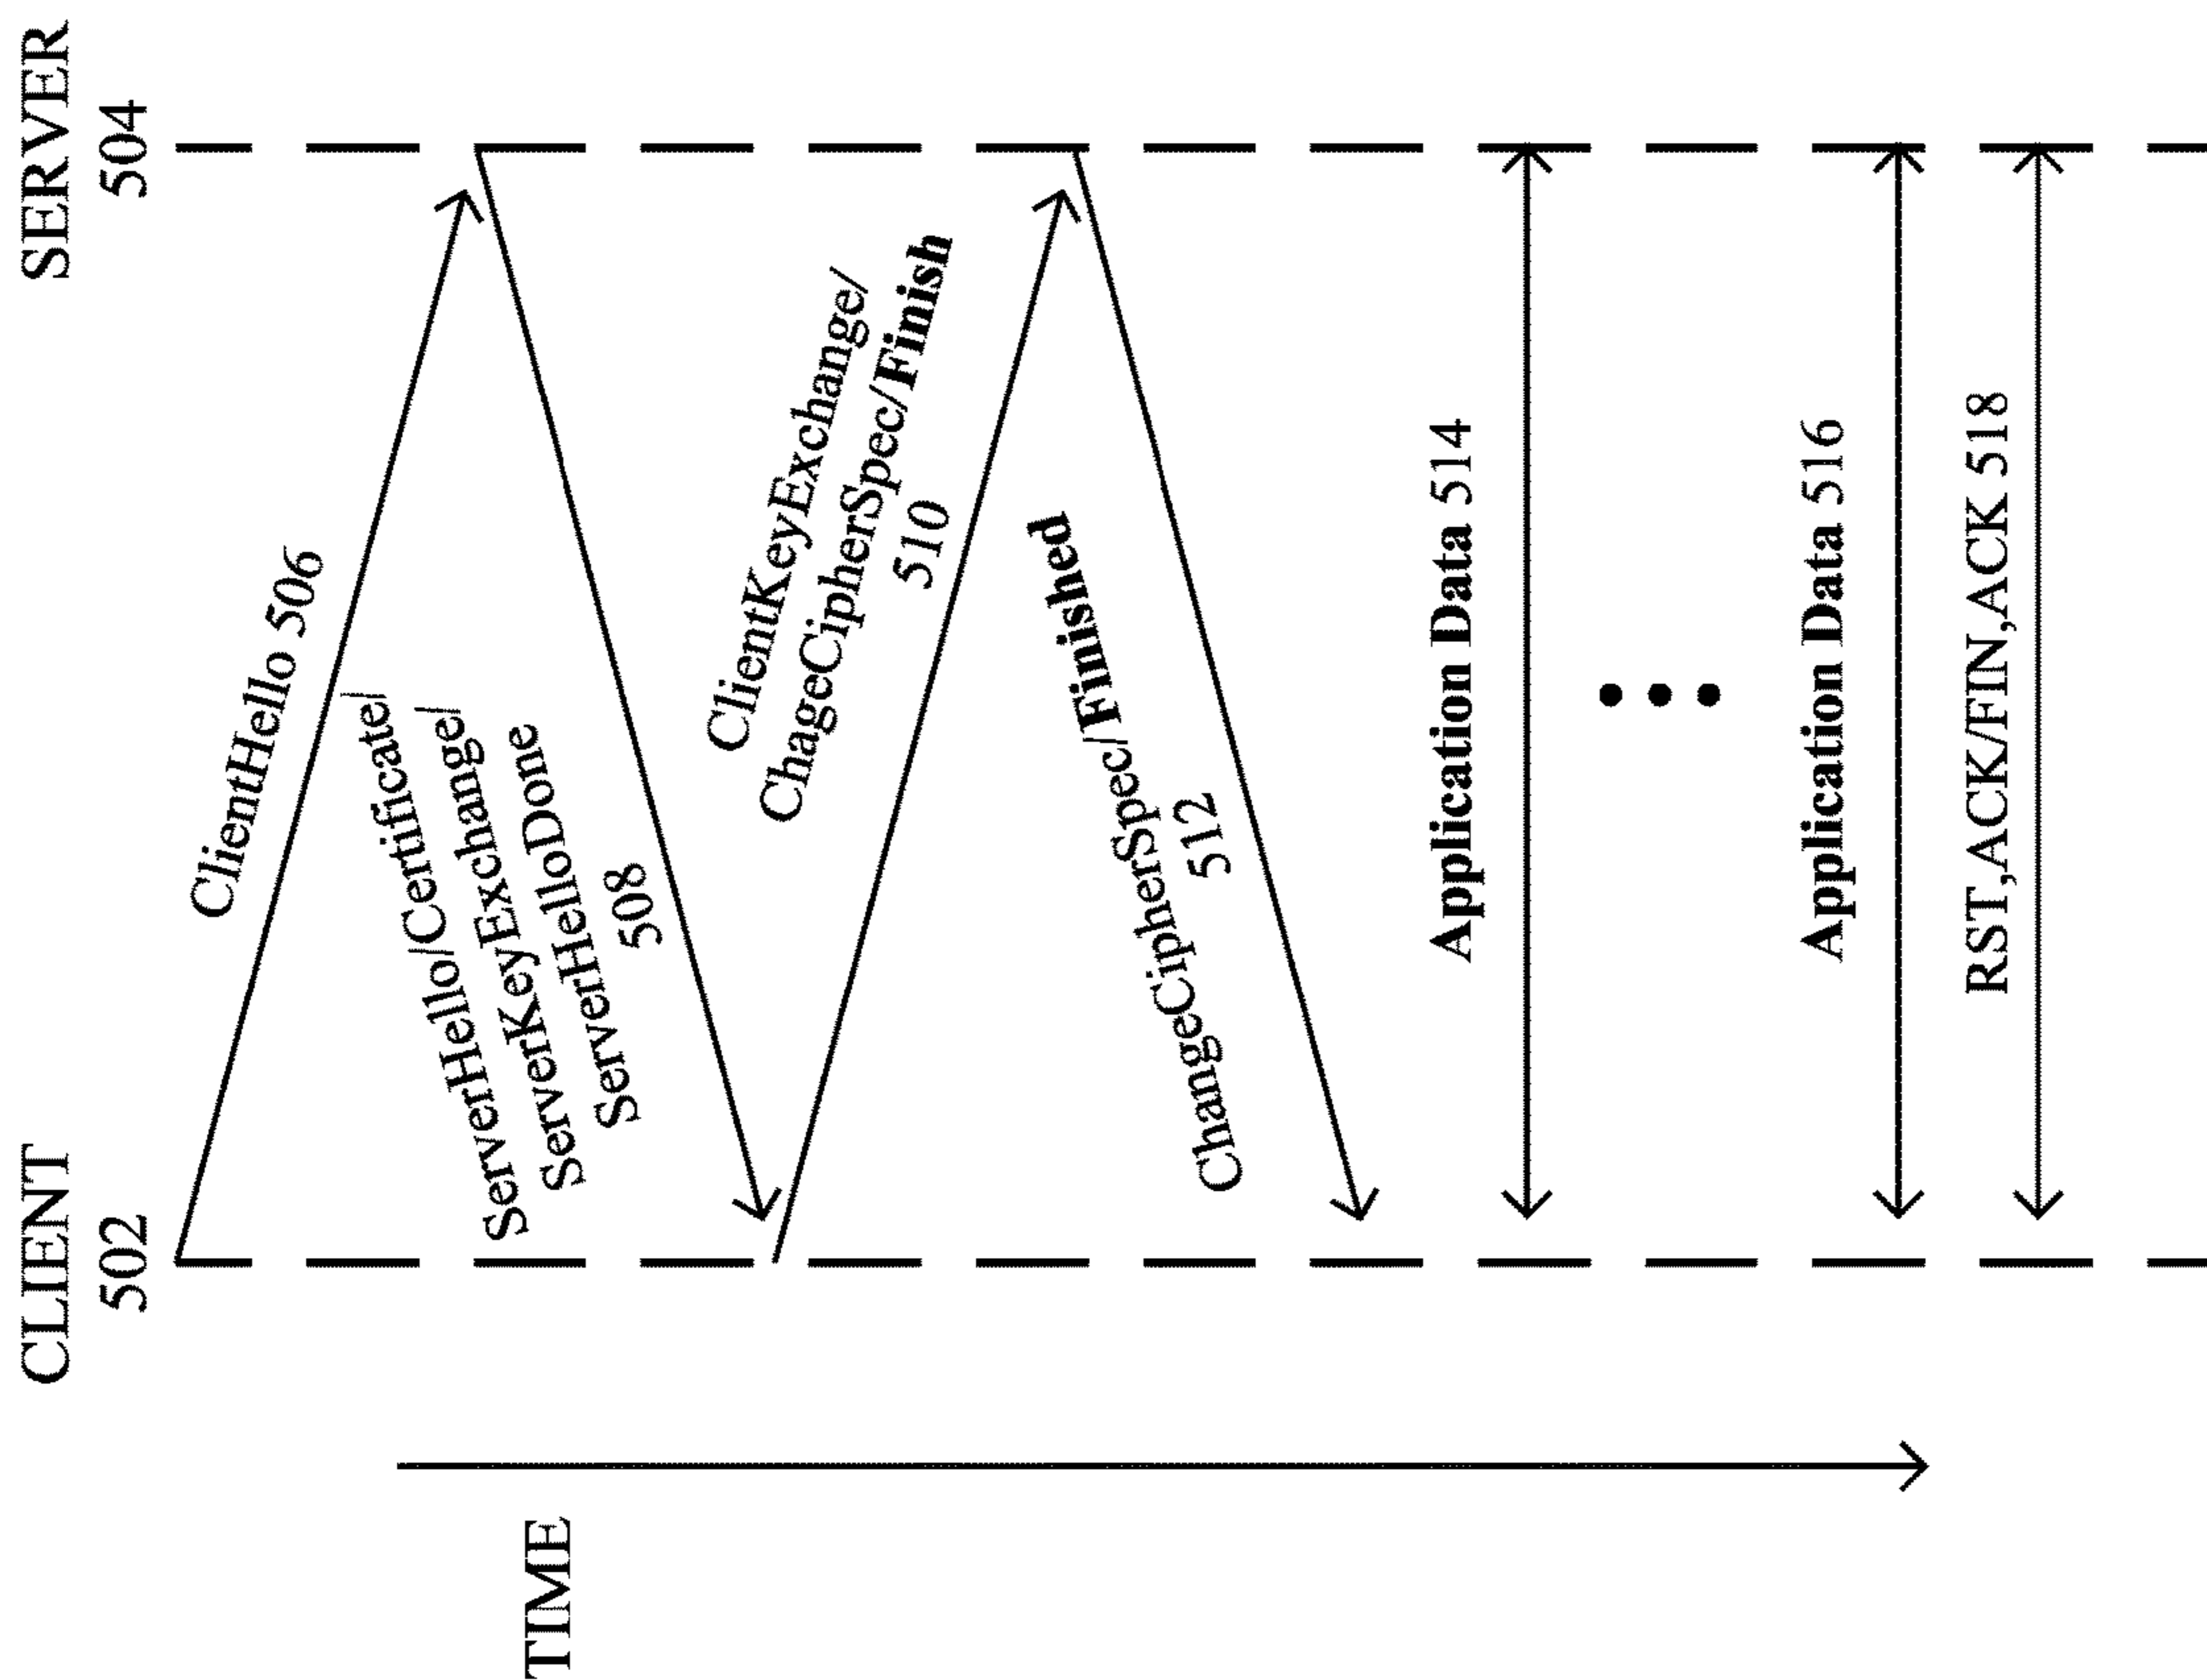 CLIENT
502
SERVER
504
TIME
ClientHello 506
ServerHello/Certificate/
ServerKeyExchange/
ServerHelloDone
508
ClientKeyExchange/
ChageCipherSpec/Finish
510
ChangeCipherSpec/Finished
512
Application Data 514
Application Data 516
RST,ACK/FIN,ACK 518